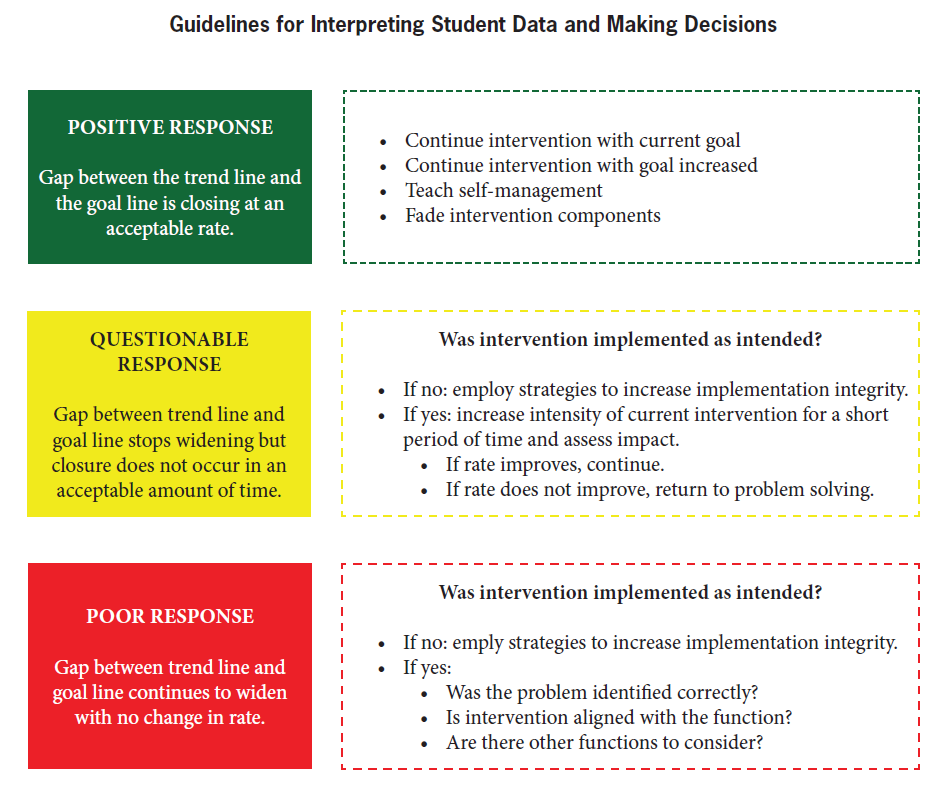 Guidelines for Interpreting Student Data and Making Decisions
POSITIVE RESPONSE
Gap between the trend line and
the goal line is closing at an
acceptable rate.
• Continue intervention with current goal
• Continue intervention with goal increased
• Teach self-management
• Fade intervention components
QUESTIONABLE
RESPONSE
Gap between trend line and
goal line stops widening but
closure does not occur in an
acceptable amount of time.
Was intervention implemented as intended?
• If no: employ strategies to increase implementation integrity.
• If yes: increase intensity of current intervention for a short
period of time and assess impact.
• If rate improves, continue.
• If rate does not improve, return to problem solving.
POOR RESPONSE
Gap between trend line and
goal line continues to widen
with no change in rate.
Was intervention implemented as intended?
• If no: emply strategies to increase implementation integrity.
• If yes:
• Was the problem identified correctly?
• Is intervention aligned with the function?
• Are there other functions to consider?